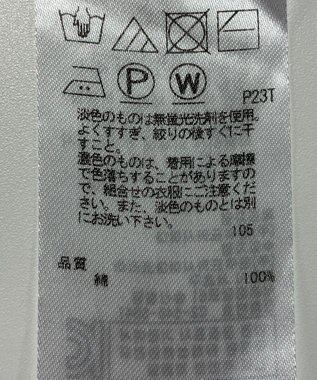 P W
P23T
淡色のものは無蛍光洗剤を使用。
よくすすぎ、絞りの後すぐに干
すこと。
濃色のものは、着用による摩擦
で色落ちすることがありますの
で、組合せの衣服にご注意くだ
さい。また、淡色のものとは別
にお洗い下さい。
105
品質
綿 100%